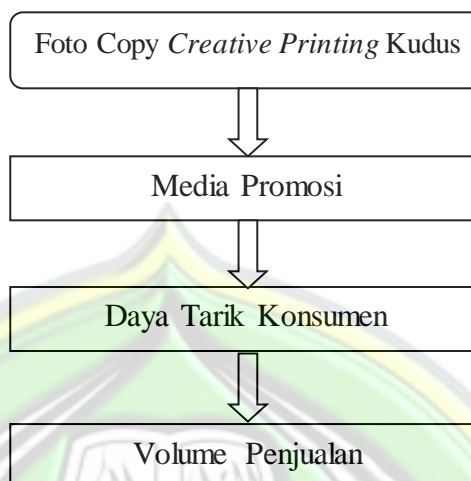 Foto Copy Creative Printing Kudus
Media Promosi
Daya Tarik Konsumen
Volume Penjualan